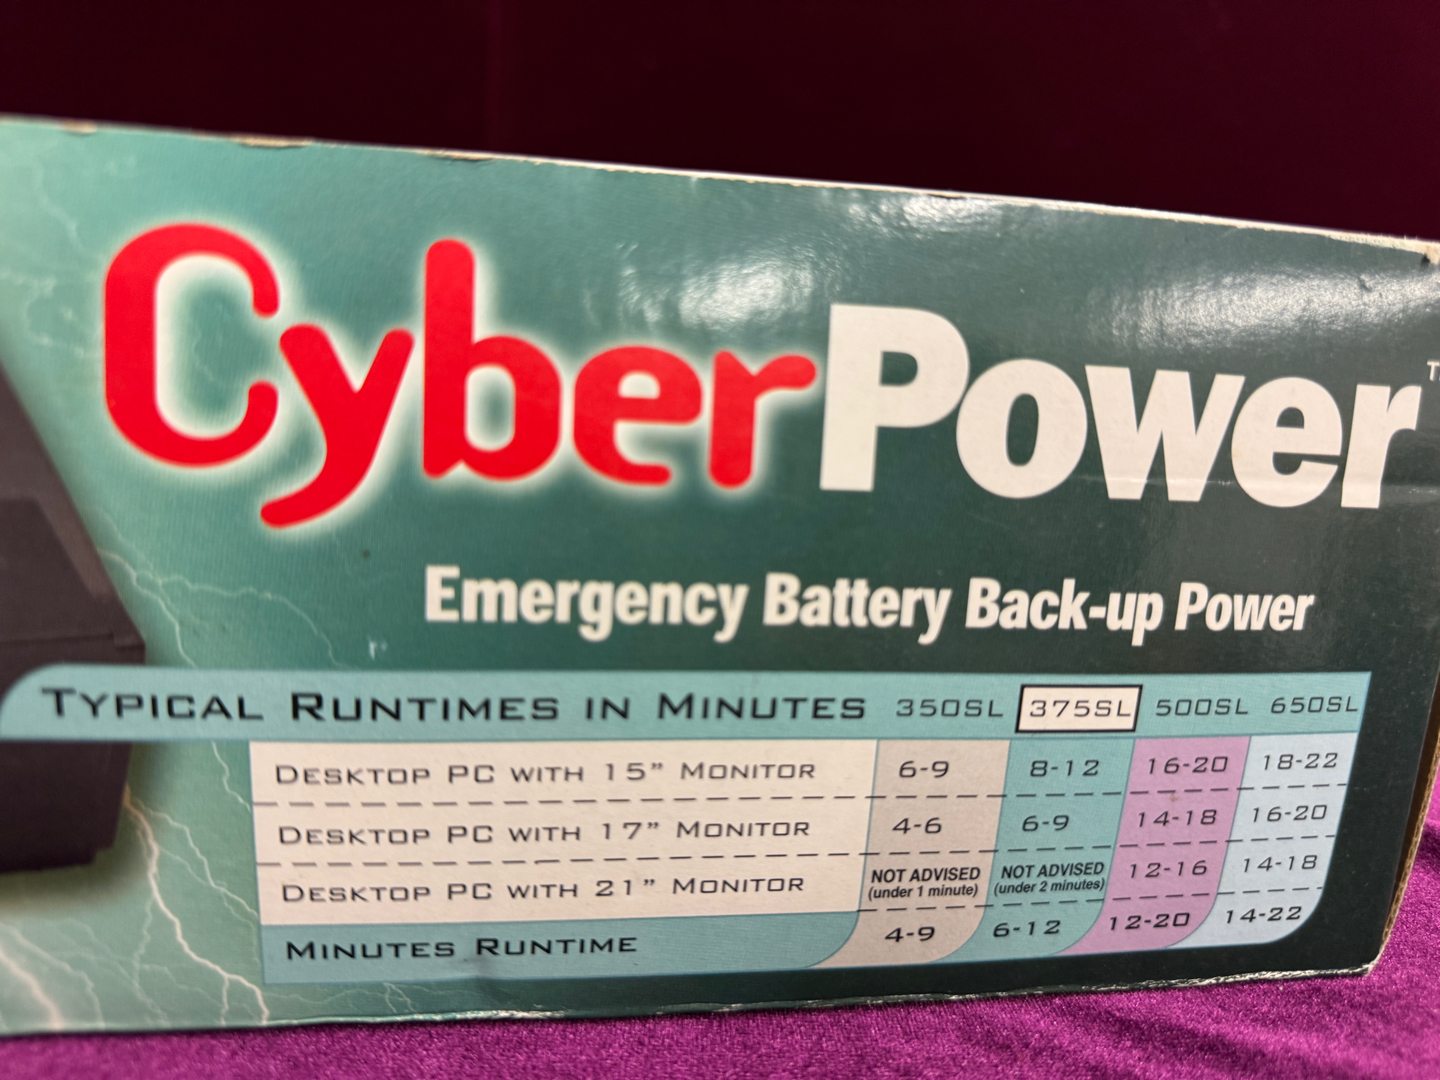 CyberPower™
Emergency Battery Back-up Power
TYPICAL RUNTIMES IN MINUTES 350SL 375SL 500SL 650SL
DESKTOP PC WITH 15" MONITOR 6-9 8-12 16-20 18-22
DESKTOP PC WITH 17" MONITOR 4-6 6-9 14-18 16-20
DESKTOP PC WITH 21" MONITOR NOT ADVISED (under 1 minute) NOT ADVISED (under 2 minutes) 12-16 14-18
MINUTES RUNTIME 4-9 6-12 12-20 14-22